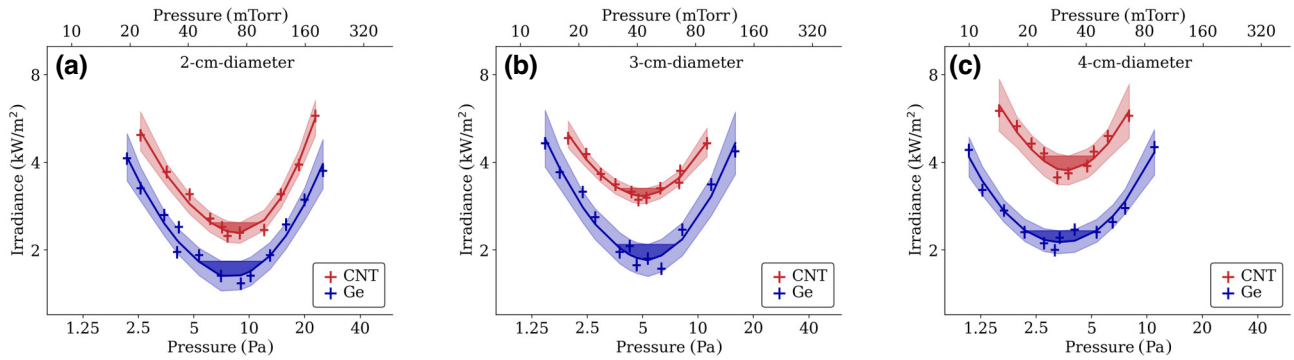 Pressure (mTorr)
10 20 40 80 160 320
(a)
2-cm-diameter
Irradiance (kW/m²)
8
4
2
CNT
Ge
1.25 2.5 5 10 20 40
Pressure (Pa)
Pressure (mTorr)
10 20 40 80 160 320
(b)
3-cm-diameter
Irradiance (kW/m²)
8
4
2
CNT
Ge
1.25 2.5 5 10 20 40
Pressure (Pa)
Pressure (mTorr)
10 20 40 80 160 320
(c)
4-cm-diameter
Irradiance (kW/m²)
8
4
2
CNT
Ge
1.25 2.5 5 10 20 40
Pressure (Pa)